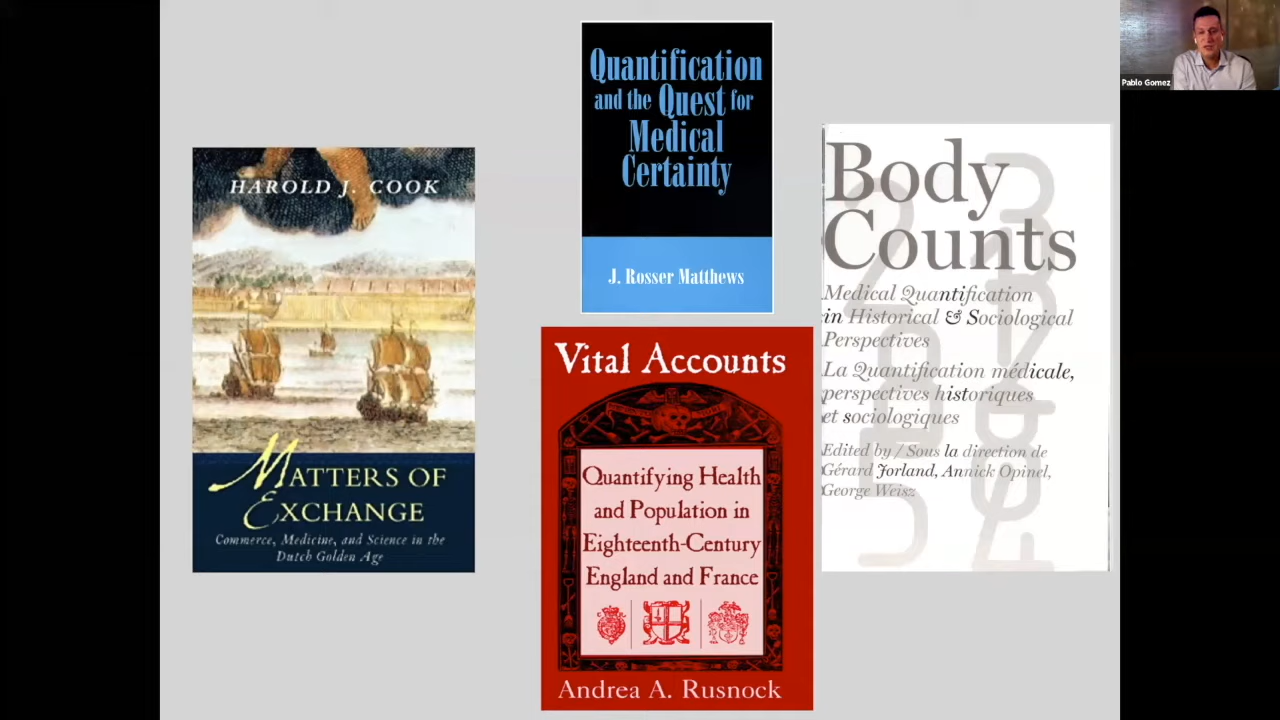 HAROLD J. COOK
MATTERS OF
EXCHANGE
Commerce, Medicine, and Science in the
Dutch Golden Age
Quantification
and the Quest for
Medical
Certainty
J. Rosser Matthews
Vital Accounts
Quantifying Health
and Population in
Eighteenth-Century
England and France
Andrea A. Rusnock
Body
Counts
Medical Quantification
in Historical & Sociological
Perspectives
La Quantification médicale,
perspectives historiques
et sociologiques
Edited by / Sous la direction de
Gérard Jorland, Annick Opinel,
George Weisz
Pablo Gomez